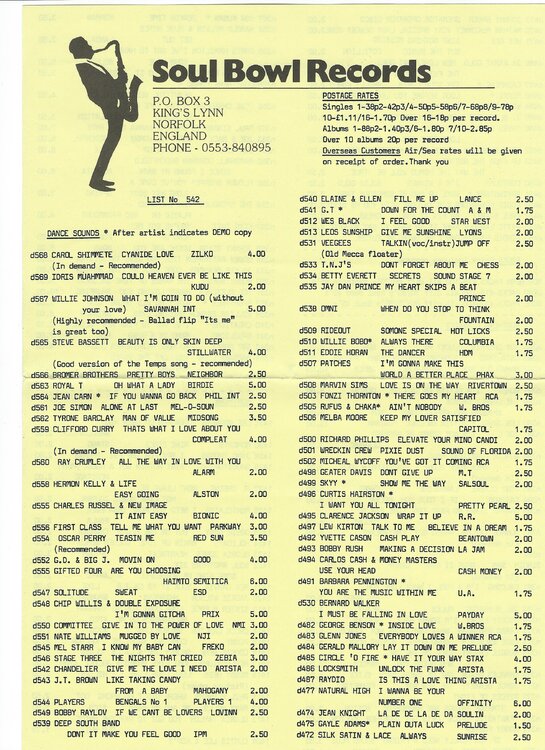 Soul Bowl Records
P.O. BOX 3
KING'S LYNN
NORFOLK
ENGLAND
PHONE · 0553-840895
POSTAGE RATES
Singles 1-38p2-42p3/4-50p5-58p6/7-68p8/9-78p
10-£1.11/16-1.70p Over 16-18p per record.
Albums 1-88p2-1.40p3/6-1.80p 7/10-2.85p
Over 10 albums 20p per record
Overseas Customers Air/Sea rates will be given
on receipt of order.Thank you
LIST No 542
DANCE SOUNDS * After artist indicates DEMO copy
d568 CAROL SHIMMETE CYANIDE LOVE ZILKO 4.00
(In demand - Recommended)
d569 IDRIS MUAHMMAD COULD HEAVEN EVER BE LIKE THIS
KUDU 2.00
d567 WILLIE JOHNSON WHAT I'M GOIN TO DO (without
your love) SAVANNAH INT 5.00
(Highly recommended - Ballad flip "Its me"
is great too)
d565 STEVE BASSETT BEAUTY IS ONLY SKIN DEEP
STILLWATER 4.00
(Good version of the Temps song - recommended)
d566 BROMER BROTHERS PRETTY BOYS NEIGHBOR 2.50
d563 ROYAL T OH WHAT A LADY BIRDIE 5.00
d564 JEAN CARN * IF YOU WANNA GO BACK PHIL INT 2.50
d561 JOE SIMON ALONE AT LAST MEL-O-SOUN 2.50
d562 TYRONE BARCLAY MAN OF VALUE MIDSONG 3.50
d559 CLIFFORD CURRY THATS WHAT I LOVE ABOUT YOU
COMPLEAT 4.00
(In demand - Recommended)
d560 RAY CRUMLEY ALL THE WAY IN LOVE WITH YOU
ALARM 2.00
d558 HERMON KELLY & LIFE
EASY GOING ALSTON 2.00
d555 CHARLES RUSSEL & NEW IMAGE
IT AINT EASY BIONIC 4.00
d556 FIRST CLASS TELL ME WHAT YOU WANT PARKWAY 3.00
d554 OSCAR PERRY TEASIN ME RED SUN 3.50
(Recommended)
d552 G.D. & BIG J. MOVIN ON GOOD 4.00
d555 GIFTED FOUR ARE YOU CHOOSING
HAIMTO SEMITICA 6.00
d547 SOLITUDE SWEAT ESD 2.00
d548 CHIP WILLIS & DOUBLE EXPOSURE
I'M GONNA GITCHA PRIX 5.00
d550 COMMITTEE GIVE IN TO THE POWER OF LOVE NMI 3.00
d551 NATE WILLIAMS MUGGED BY LOVE NJI 2.00
d545 MEL STARR I KNOW MY BABY CAN FREKO 2.00
d546 STAGE THREE THE NIGHTS THAT CRIED ZEBIA 3.00
d542 CHANDELIER GIVE ME THE LOVE I NEED ARISTA 2.00
d543 J.T. BROWN LIKE TAKING CANDY
FROM A BABY MAHOGANY 2.00
d544 PLAYERS BENGALS No 1 PLAYERS 1 4.00
d549 BOBBY RAYLOV IF WE CANT BE LOVERS LOVINN 2.50
d539 DEEP SOUTH BAND
DONT IT MAKE YOU FEEL GOOD IPM 2.50
d540 ELAINE & ELLEN FILL ME UP LANCE 2.50
d541 G.T * DOWN FOR THE COUNT A & M 1.75
d512 WES BLACK I FEEL GOOD STAR WEST 2.00
d513 LEDS SUNSHIP GIVE ME SUNSHINE LYONS 2.00
d531 VEEGEES TALKIN(voc/instr)JUMP OFF 2.50
(Old Mecca floater)
d533 T.N.J'S DONT FORGET ABOUT ME CHESS 2.00
d534 BETTY EVERETT SECRETS SOUND STAGE 7 2.00
d535 JAY DAN PRINCE MY HEART SKIPS A BEAT
PRINCE 2.00
d538 OMNI WHEN DO YOU STOP TO THINK
FOUNTAIN 2.00
d509 RIDEOUT SOMONE SPECIAL HOT LICKS 2.50
d510 WILLIE BOBO* ALWAYS THERE COLUMBIA 1.75
d511 EDDIE HORAN THE DANCER HDM 1.75
d507 PATCHES I'M GONNA MAKE THIS
WORLD A BETTER PLACE PHAX 3.00
d508 MARVIN SIMS LOVE IS ON THE WAY RIVERTOWN 2.50
d503 FONZI THORNTON * THERE GOES MY HEART RCA 1.75
d505 RUFUS & CHAKA* AIN'T NOBODY W. BROS 1.75
d506 MELBA MOORE KEEP MY LOVER SATISFIED
CAPITOL 1.75
d500 RICHARD PHILLIPS ELEVATE YOUR MIND CANDI 2.00
d501 WRECKIN CREW PIXIE DUST SOUND OF FLORIDA 2.00
d502 MICHEAL WYCOFF YOU'VE GOT IT COMING RCA 1.75
d498 GEATER DAVIS DONT GIVE UP M.T 2.50
d499 SKYY * SHOW ME THE WAY SALSOUL 2.00
d496 CURTIS HAIRSTON *
I WANT YOU ALL TONIGHT PRETTY PEARL 2.50
d495 CLARENCE JACKSON WRAP IT UP R.R. 5.00
d497 LEW KIRTON TALK TO ME BELIEVE IN A DREAM 1.75
d492 YVETTE CASON CASH PLAY BEANTOWN 2.00
d493 BOBBY RUSH MAKING A DECISION LA JAM 2.00
d494 CARLOS CASH & MONEY MASTERS
USE YOUR HEAD CASH MONEY 2.00
d491 BARBARA PENNINGTON *
YOU ARE THE MUSIC WITHIN ME U.A. 1.75
d530 BERNARD WALKER
I MUST BE FALLING IN LOVE PAYDAY 5.00
d482 GEORGE BENSON * INSIDE LOVE W.BROS 1.75
d483 GLENN JONES EVERYBODY LOVES A WINNER RCA 1.75
d484 GERALD MALLORY LAY IT DOWN ON ME PRELUDE 2.50
d485 CIRCLE 'O FIRE * HAVE IT YOUR WAY STAX 4.00
d486 LOCKSMITH UNLOCK THE FUNK ARISTA 1.75
d487 RAYDIO IS THIS A LOVE THING ARISTA 1.75
d477 NATURAL HIGH I WANNA BE YOUR
NUMBER ONE OFFINITY 6.00
d474 JEAN KNIGHT LA DE DE LA DE DA SOULIN 2.00
d475 GAYLE ADAMS* PLAIN OUTA LUCK PRELUDE 1.50
d472 SILK SATIN & LACE ALWAYS SUNRISE 2.50